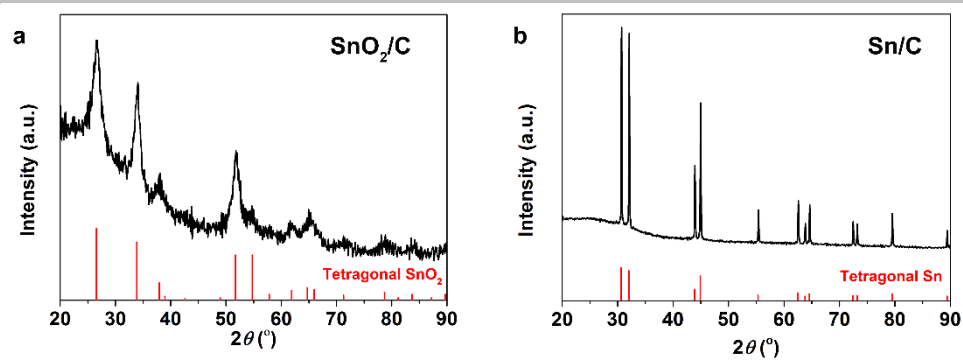 a
SnO₂/C
Intensity (a.u.)
Tetragonal SnO₂
20 30 40 50 60 70 80 90
2θ (°)
b
Sn/C
Intensity (a.u.)
Tetragonal Sn
20 30 40 50 60 70 80 90
2θ (°)